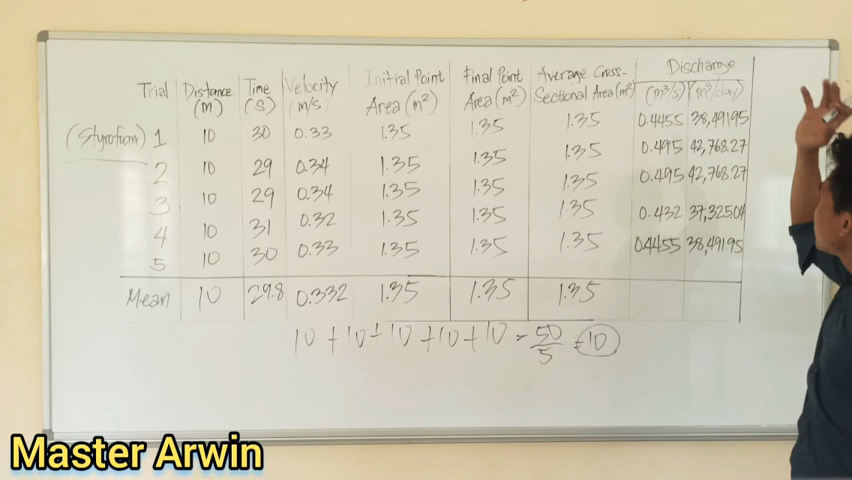 Trial Distance (m) Time (s) Velocity (m/s) Initial Point Area (m²) Final Point Area (m²) Average Cross-Sectional Area (m²) Discharge (m³/s) (m³/day)
(Styrofoam) 1 10 30 0.33 1.35 1.35 1.35 0.4455 38,491.95
2 10 29 0.34 1.35 1.35 1.35 0.495 42,768.27
3 10 29 0.34 1.35 1.35 1.35 0.495 42,768.27
4 10 31 0.32 1.35 1.35 1.35 0.432 37,325.04
5 10 30 0.33 1.35 1.35 1.35 0.4455 38,491.95
Mean 10 29.8 0.332 1.35 1.35 1.35
10 + 10 + 10 + 10 + 10 = 50/5 = 10
Master Arwin